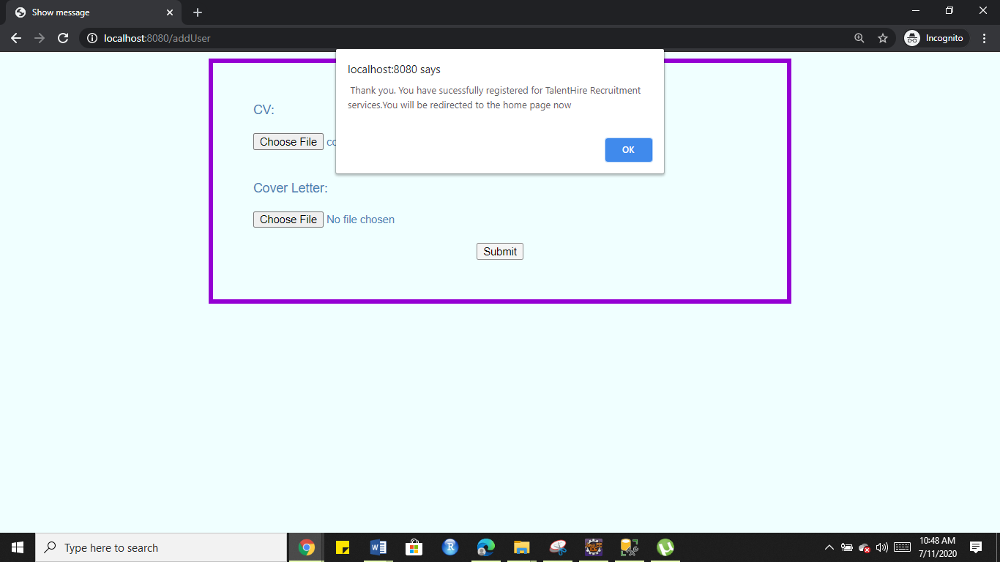 Show message
localhost:8080/addUser
Incognito
localhost:8080 says
Thank you. You have sucessfully registered for TalentHire Recruitment
services.You will be redirected to the home page now
OK
CV:
Choose File
Cover Letter:
Choose File No file chosen
Submit
Type here to search
10:48 AM
7/11/2020